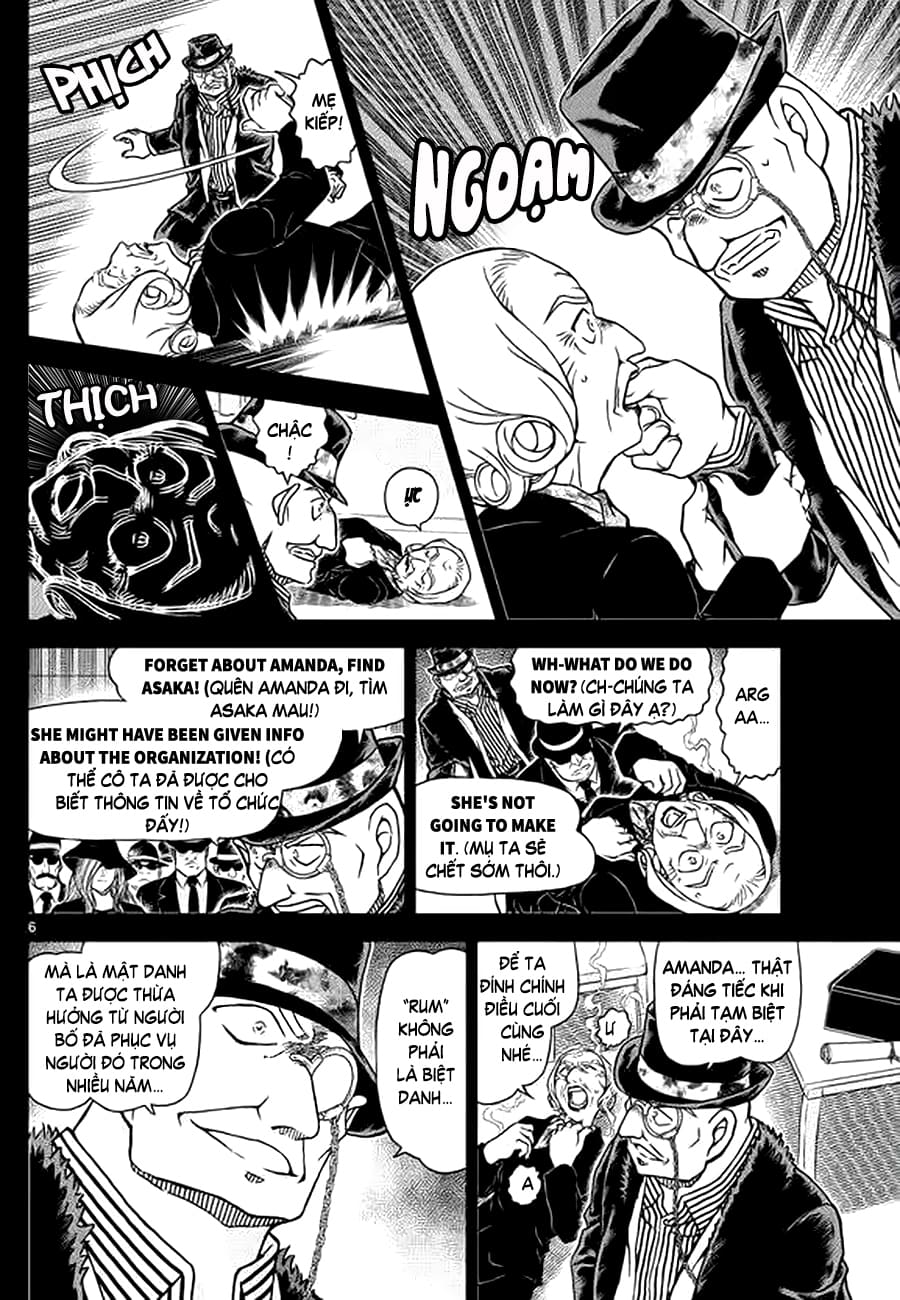 NGOẠM
PHỊCH
MẸ
KIẾP!
CHẬC
!
ỰC
THỊCH
ARG
AA...
WH-WHAT DO WE DO
NOW? (CH-CHÚNG TA
LÀM GÌ ĐÂY Ạ?)
SHE'S NOT
GOING TO MAKE
IT. (MỤ TA SẼ
CHẾT SỚM THÔI.)
FORGET ABOUT AMANDA, FIND
ASAKA! (QUÊN AMANDA ĐI, TÌM
ASAKA MAU!)
SHE MIGHT HAVE BEEN GIVEN INFO
ABOUT THE ORGANIZATION! (CÓ
THỂ CÔ TA ĐÃ ĐƯỢC CHO
BIẾT THÔNG TIN VỀ TỔ CHỨC
ĐẤY!)
6
AMANDA... THẬT
ĐÁNG TIẾC KHI
PHẢI TẠM BIỆT
TẠI ĐÂY...
Ư
A
ĐỂ TA
ĐÍNH CHÍNH
ĐIỀU CUỐI
CÙNG
NHÉ...
“RUM”
KHÔNG
PHẢI
LÀ BIỆT
DANH...
MÀ LÀ MẬT DANH
TA ĐƯỢC THỪA
HƯỞNG TỪ NGƯỜI
BỐ ĐÃ PHỤC VỤ
NGƯỜI ĐÓ TRONG
NHIỀU NĂM...